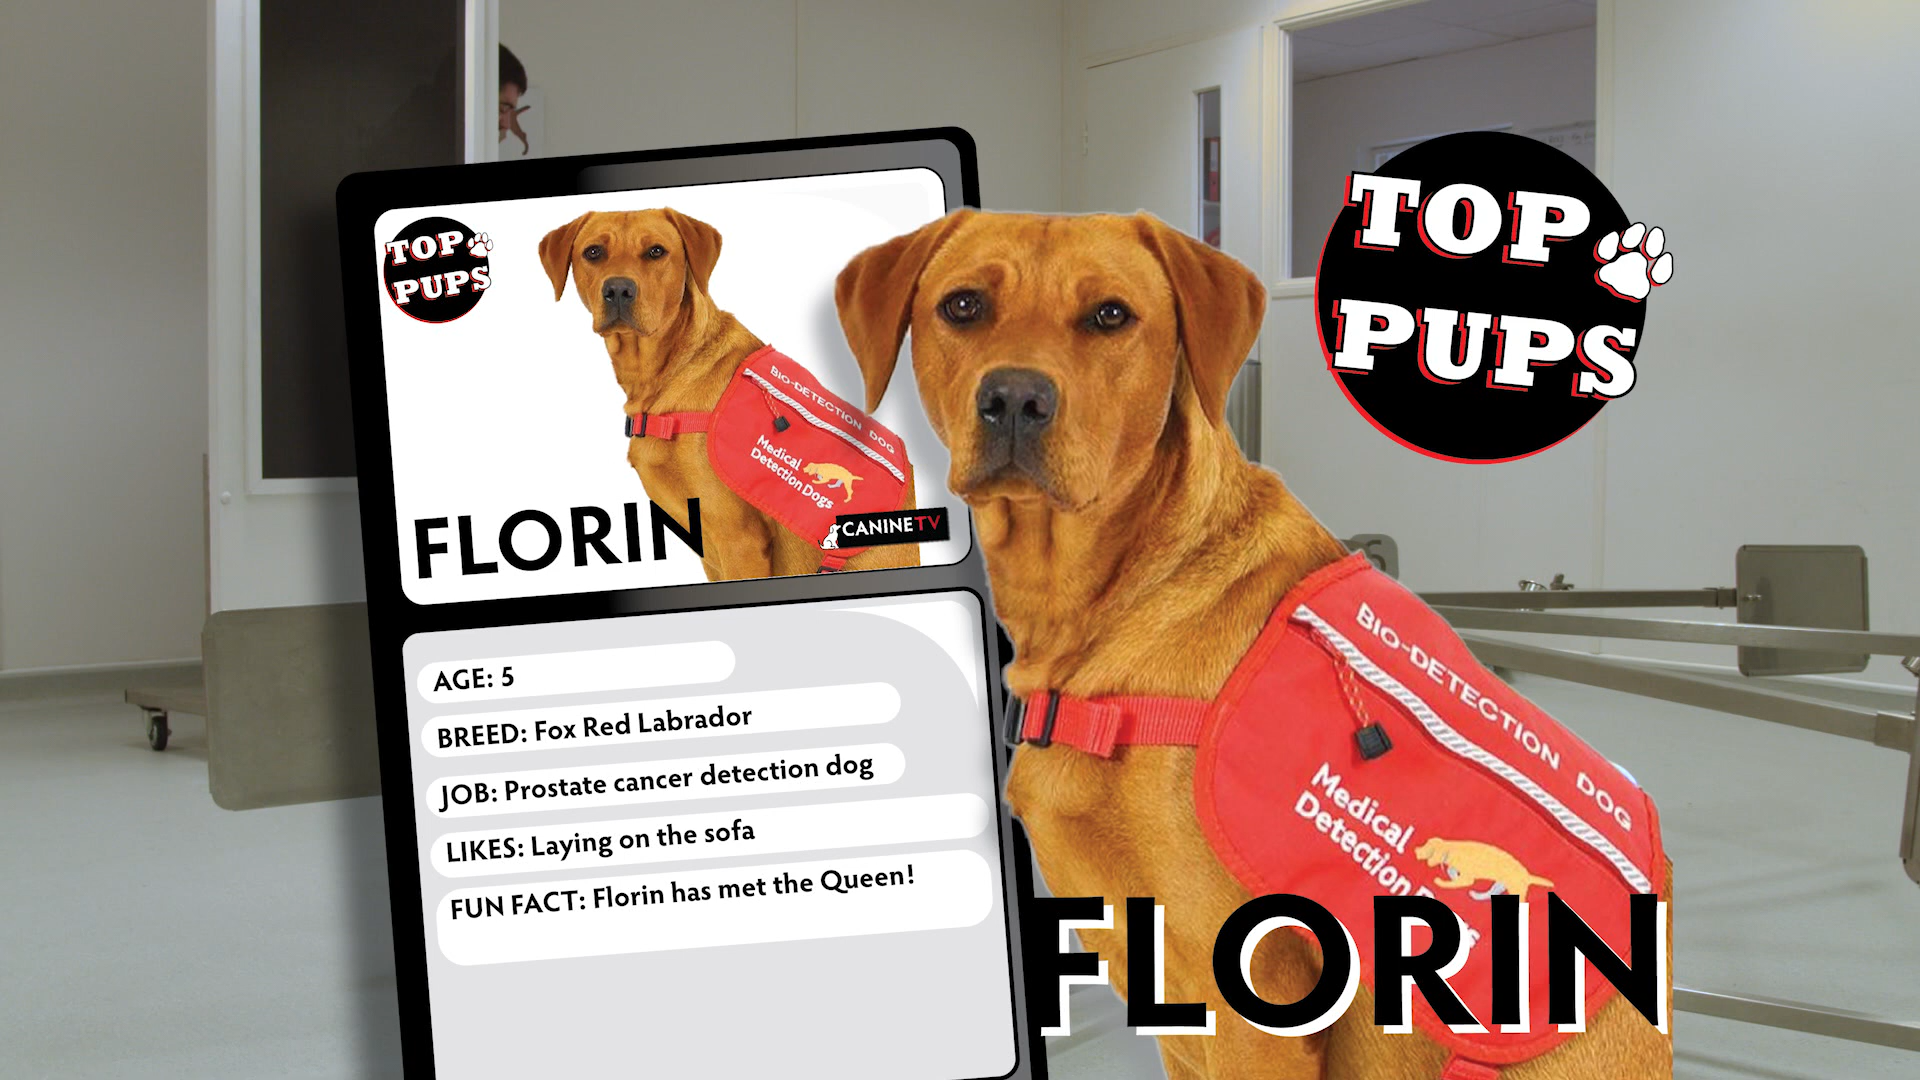 TOP
PUPS
BIO-DETECTION DOG
Medical
Detection Dogs
CANINETV
FLORIN
AGE: 5
BREED: Fox Red Labrador
JOB: Prostate cancer detection dog
LIKES: Laying on the sofa
FUN FACT: Florin has met the Queen!
TOP
PUPS
BIO-DETECTION DOG
Medical
Detection
FLORIN